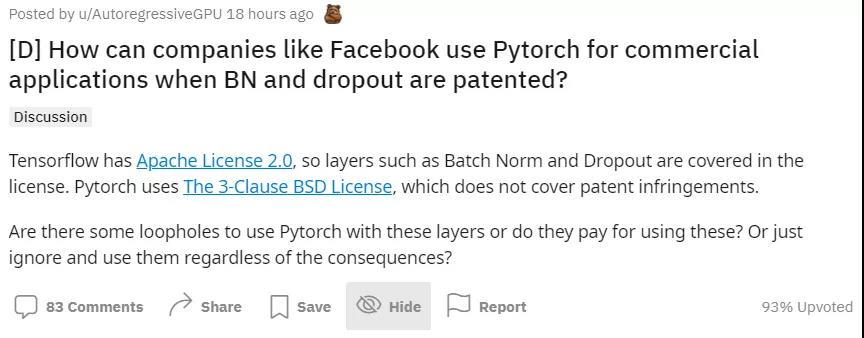 Posted by u/AutoregressiveGPU 18 hours ago
[D] How can companies like Facebook use Pytorch for commercial
applications when BN and dropout are patented?
Discussion
Tensorflow has Apache License 2.0, so layers such as Batch Norm and Dropout are covered in the
license. Pytorch uses The 3-Clause BSD License, which does not cover patent infringements.
Are there some loopholes to use Pytorch with these layers or do they pay for using these? Or just
ignore and use them regardless of the consequences?
83 Comments Share Save Hide Report 93% Upvoted